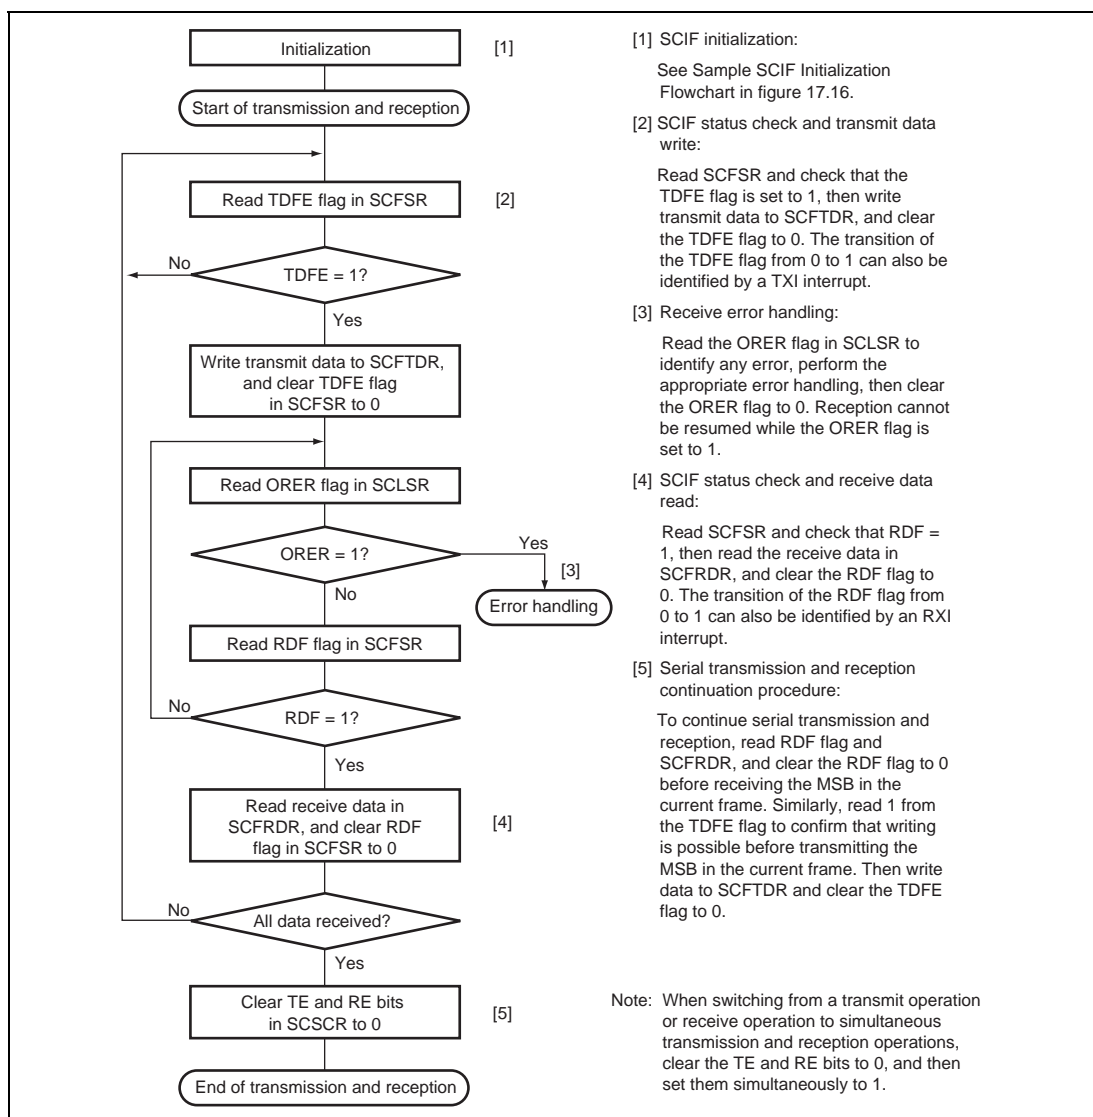 Initialization
[1]
Start of transmission and reception
Read TDFE flag in SCFSR
[2]
No
TDFE = 1?
Yes
Write transmit data to SCFTDR,
and clear TDFE flag
in SCFSR to 0
Read ORER flag in SCLSR
ORER = 1?
Yes
[3]
Error handling
No
Read RDF flag in SCFSR
No
RDF = 1?
Yes
Read receive data in
SCFRDR, and clear RDF
flag in SCFSR to 0
[4]
No
All data received?
Yes
Clear TE and RE bits
in SCSCR to 0
[5]
End of transmission and reception
[1] SCIF initialization:
See Sample SCIF Initialization
Flowchart in figure 17.16.
[2] SCIF status check and transmit data
write:
Read SCFSR and check that the
TDFE flag is set to 1, then write
transmit data to SCFTDR, and clear
the TDFE flag to 0. The transition of
the TDFE flag from 0 to 1 can also be
identified by a TXI interrupt.
[3] Receive error handling:
Read the ORER flag in SCLSR to
identify any error, perform the
appropriate error handling, then clear
the ORER flag to 0. Reception cannot
be resumed while the ORER flag is
set to 1.
[4] SCIF status check and receive data
read:
Read SCFSR and check that RDF =
1, then read the receive data in
SCFRDR, and clear the RDF flag to
0. The transition of the RDF flag from
0 to 1 can also be identified by an RXI
interrupt.
[5] Serial transmission and reception
continuation procedure:
To continue serial transmission and
reception, read RDF flag and
SCFRDR, and clear the RDF flag to 0
before receiving the MSB in the
current frame. Similarly, read 1 from
the TDFE flag to confirm that writing
is possible before transmitting the
MSB in the current frame. Then write
data to SCFTDR and clear the TDFE
flag to 0.
Note: When switching from a transmit operation
or receive operation to simultaneous
transmission and reception operations,
clear the TE and RE bits to 0, and then
set them simultaneously to 1.